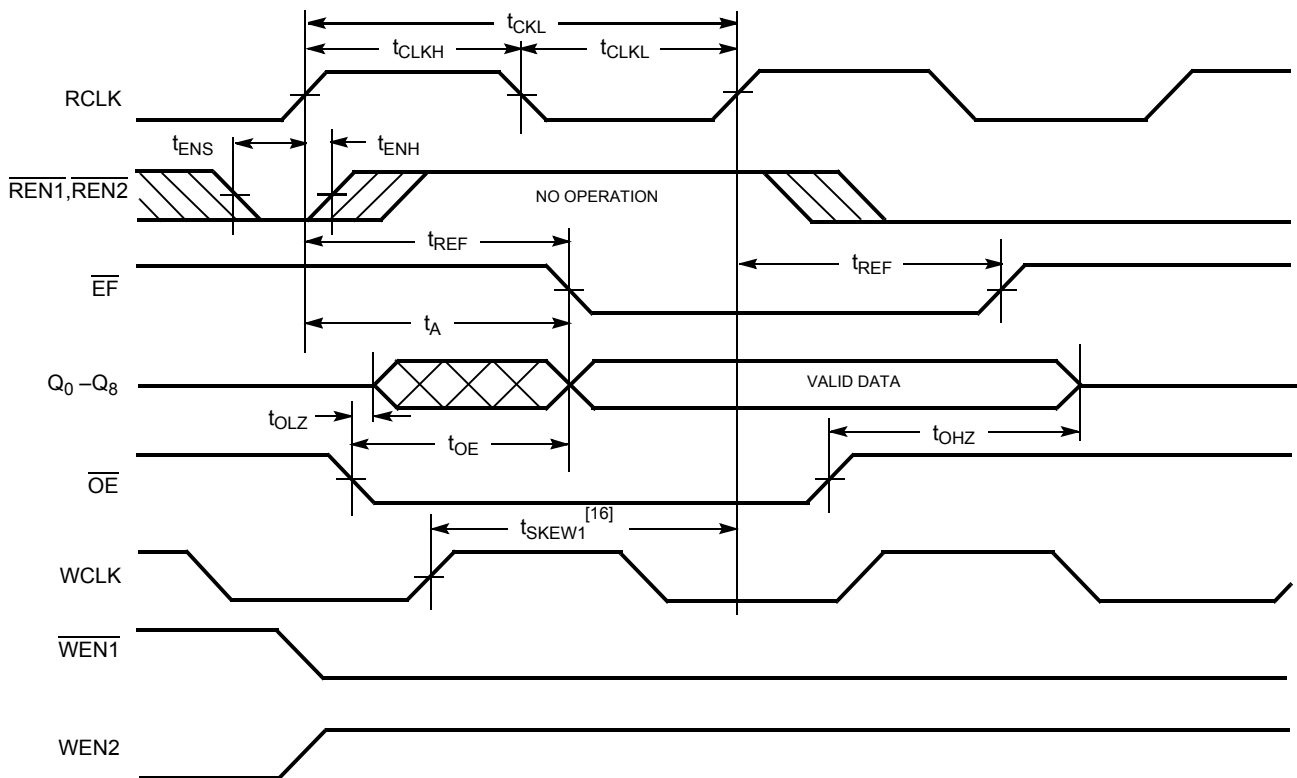 tCKL
tCLKH tCLKL
RCLK
tENS tENH
REN1,REN2
NO OPERATION
tREF
tREF
EF
tA
Q0 –Q8
VALID DATA
tOLZ
tOE
tOHZ
OE
tSKEW1[16]
WCLK
WEN1
WEN2